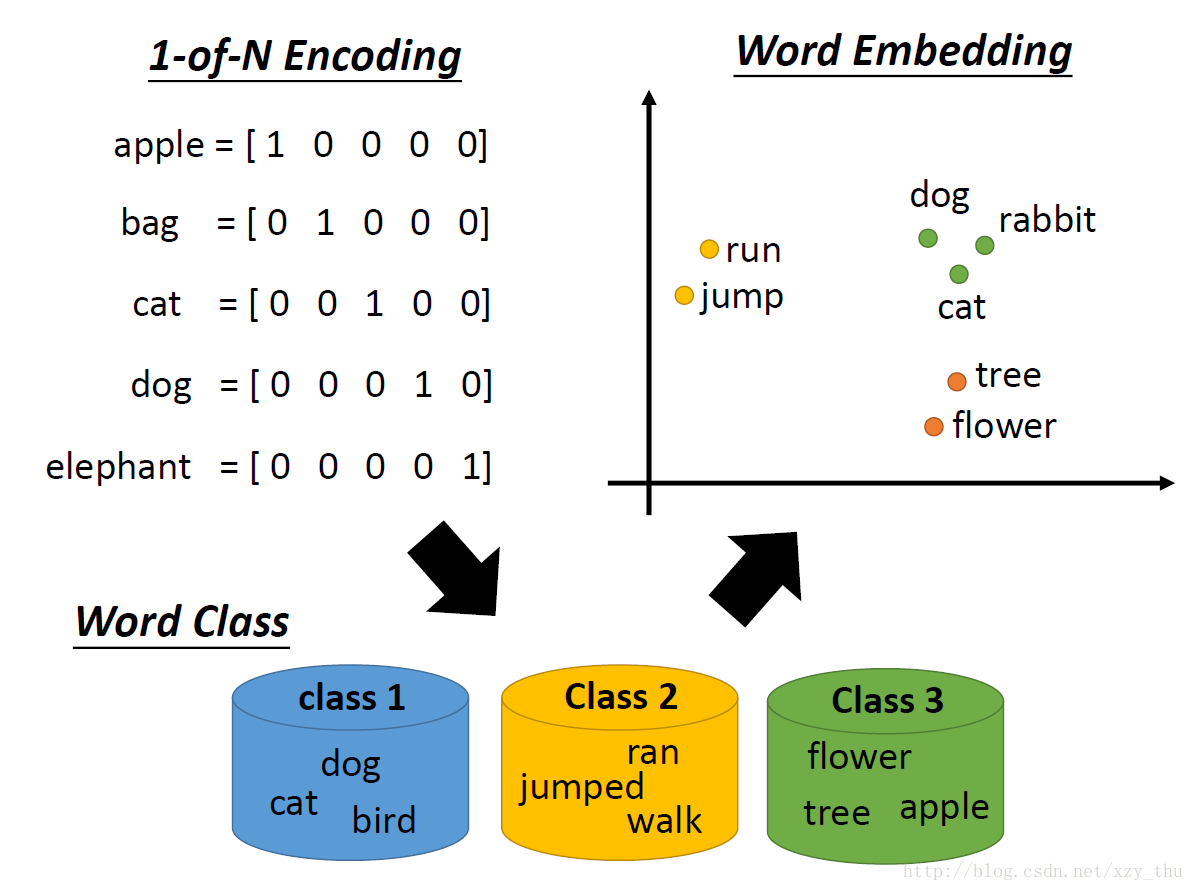 1-of-N Encoding
apple = [ 1 0 0 0 0]
bag = [ 0 1 0 0 0]
cat = [ 0 0 1 0 0]
dog = [ 0 0 0 1 0]
elephant = [ 0 0 0 0 1]
Word Embedding
dog
rabbit
run
jump
cat
tree
flower
Word Class
class 1
dog
cat
bird
Class 2
ran
jumped
walk
Class 3
flower
tree
apple
http://blog.csdn.net/xzy_thu